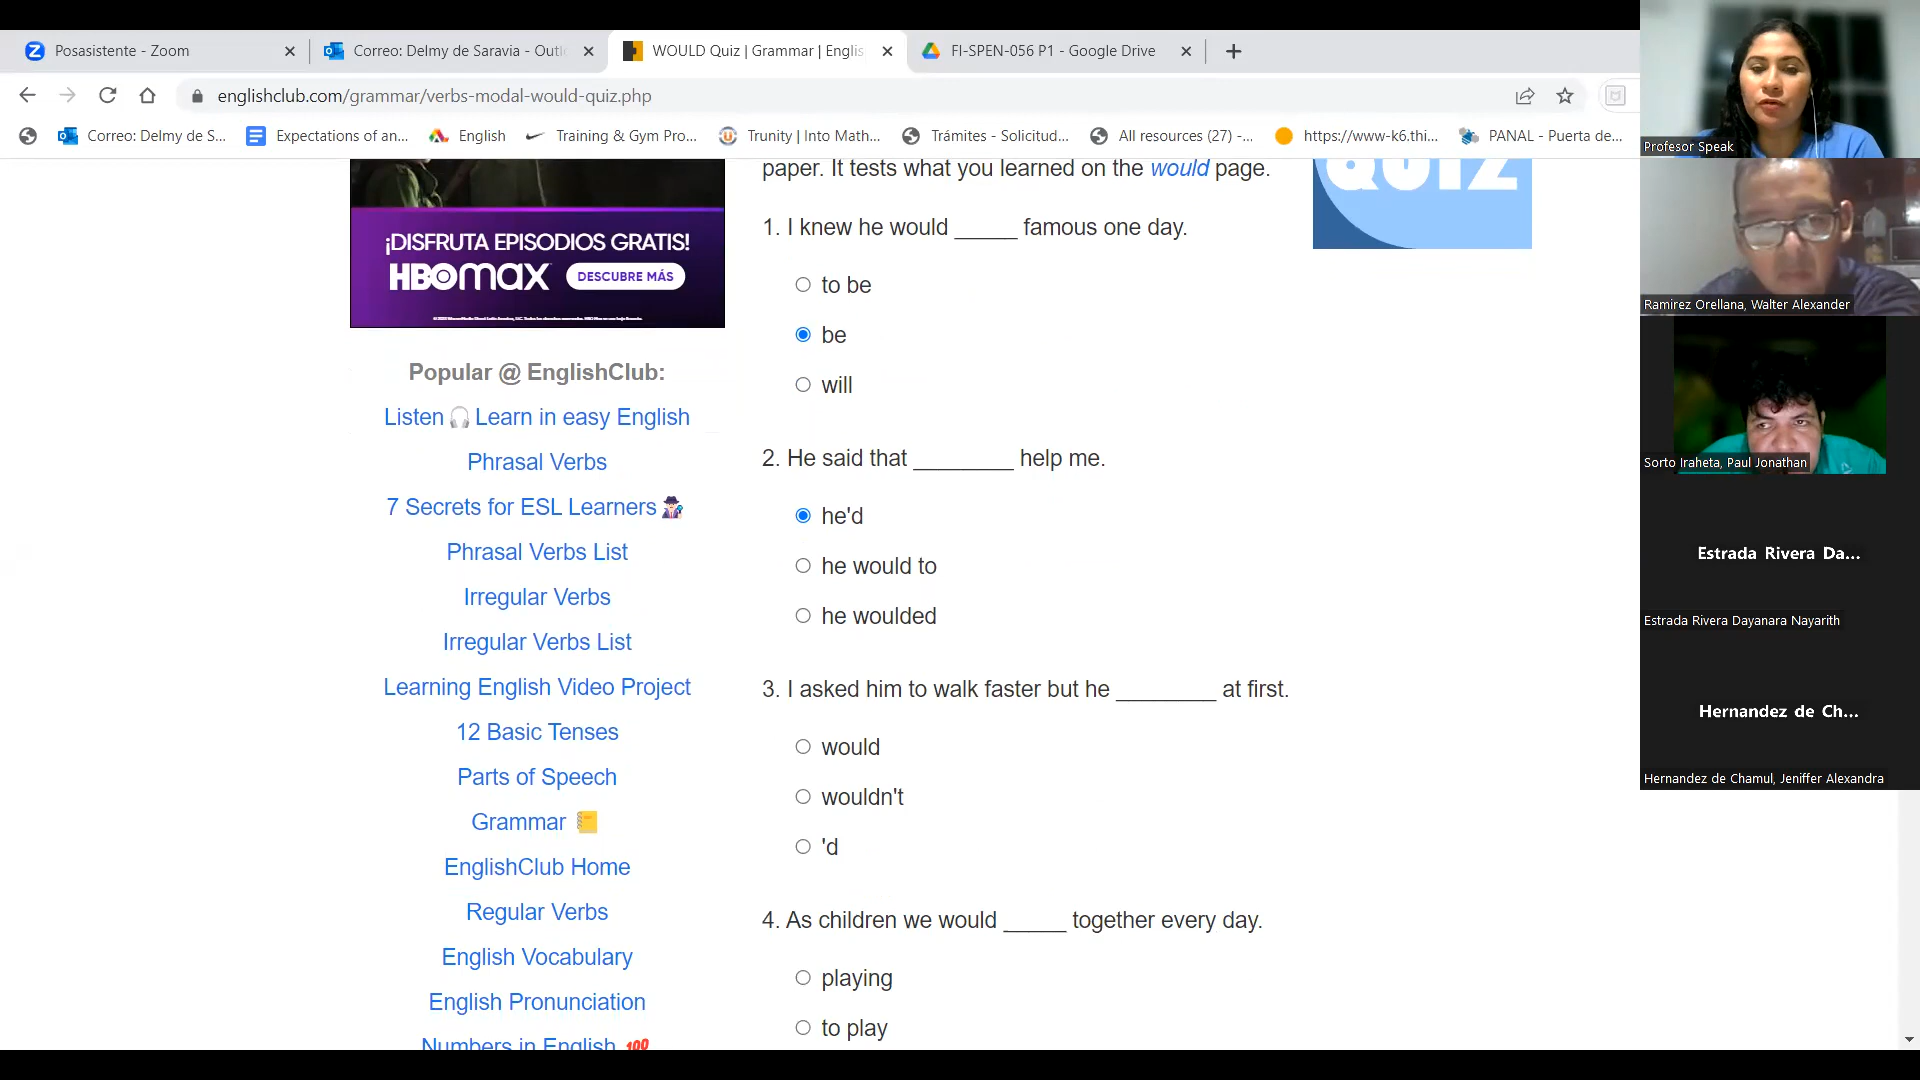 Posasistente - Zoom
Correo: Delmy de Saravia - Outl
WOULD Quiz | Grammar | Englis
FI-SPEN-056 P1 - Google Drive
englishclub.com/grammar/verbs-modal-would-quiz.php
Correo: Delmy de S...
Expectations of an...
English
Training & Gym Pro...
Trunity | Into Math...
Trámites - Solicitud...
All resources (27) -...
https://www-k6.thi...
PANAL - Puerta de...
¡DISFRUTA EPISODIOS GRATIS!
HBOMAX DESCUBRE MÁS
Popular @ EnglishClub:
Listen 🎧 Learn in easy English
Phrasal Verbs
7 Secrets for ESL Learners
Phrasal Verbs List
Irregular Verbs
Irregular Verbs List
Learning English Video Project
12 Basic Tenses
Parts of Speech
Grammar 📒
EnglishClub Home
Regular Verbs
English Vocabulary
English Pronunciation
Numbers in English 💯
paper. It tests what you learned on the would page.
QUIZ
1. I knew he would _____ famous one day.
to be
be
will
2. He said that ________ help me.
he'd
he would to
he woulded
3. I asked him to walk faster but he ________ at first.
would
wouldn't
'd
4. As children we would _____ together every day.
playing
to play
Profesor Speak
Ramirez Orellana, Walter Alexander
Sorto Iraheta, Paul Jonathan
Estrada Rivera Da...
Estrada Rivera Dayanara Nayarith
Hernandez de Ch...
Hernandez de Chamul, Jeniffer Alexandra